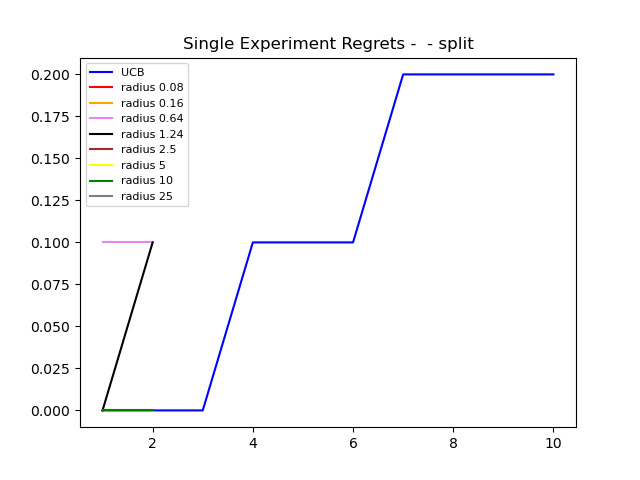 Single Experiment Regrets -  - split
UCB
radius 0.08
radius 0.16
radius 0.64
radius 1.24
radius 2.5
radius 5
radius 10
radius 25
0.200
0.175
0.150
0.125
0.100
0.075
0.050
0.025
0.000
2 4 6 8 10